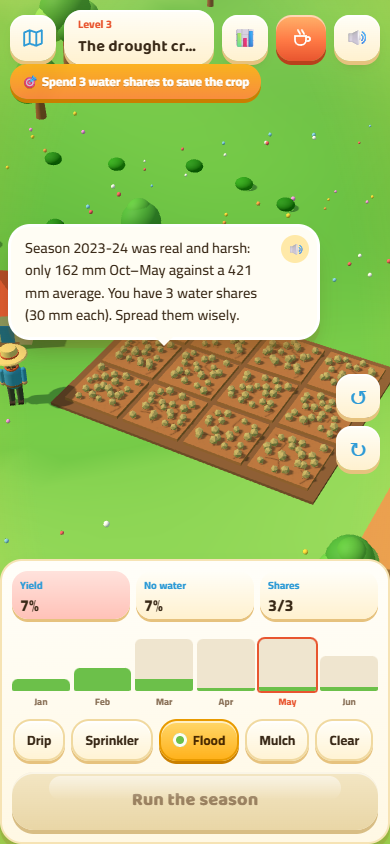 Level 3
The drought cr...
Spend 3 water shares to save the crop
Season 2023-24 was real and harsh:
only 162 mm Oct–May against a 421
mm average. You have 3 water shares
(30 mm each). Spread them wisely.
Yield
7%
No water
7%
Shares
3/3
Jan
Feb
Mar
Apr
May
Jun
Drip
Sprinkler
Flood
Mulch
Clear
Run the season